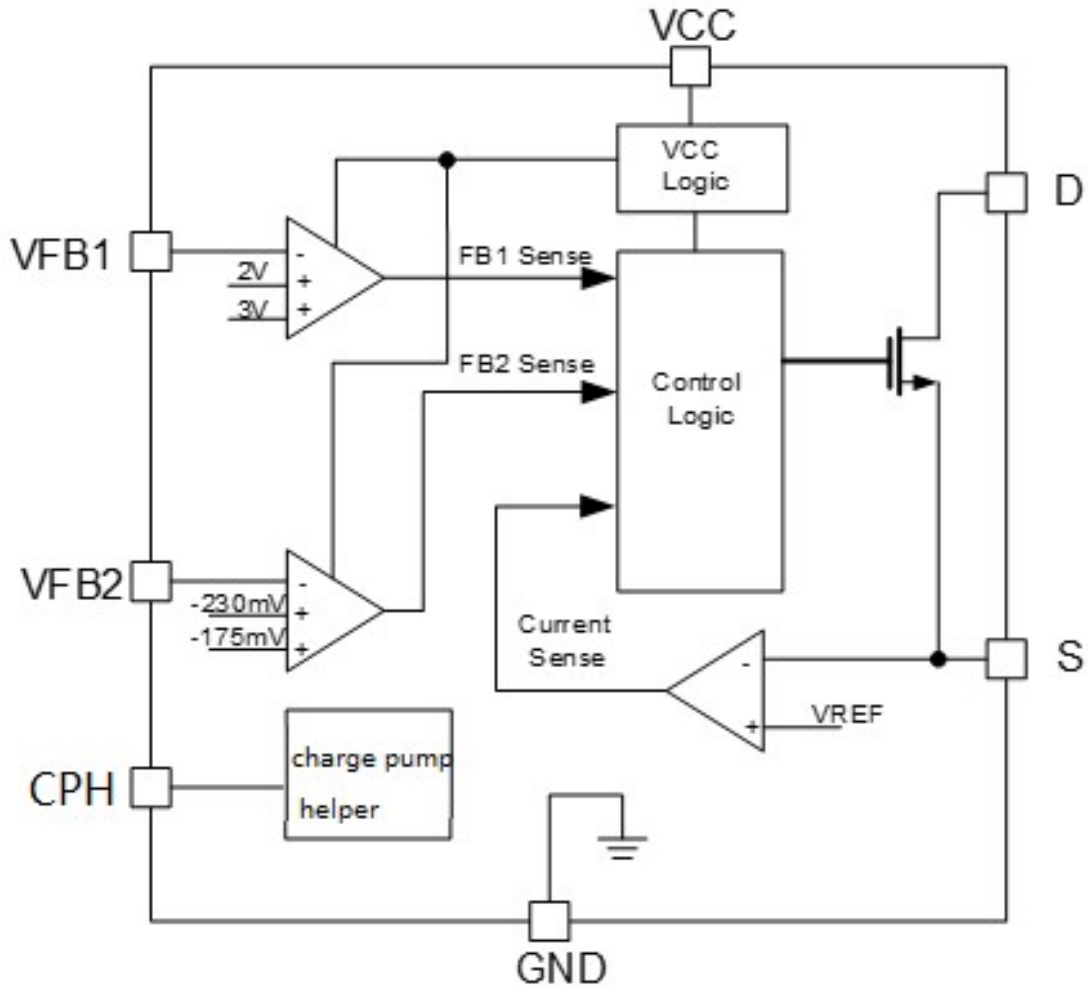 VCC
VCC
Logic
D
VFB1
-
2V
+
3V
+
FB1 Sense
FB2 Sense
Control
Logic
VFB2
-
-230mV
+
-175mV
+
Current
Sense
-
S
VREF
+
CPH
charge pump
helper
GND